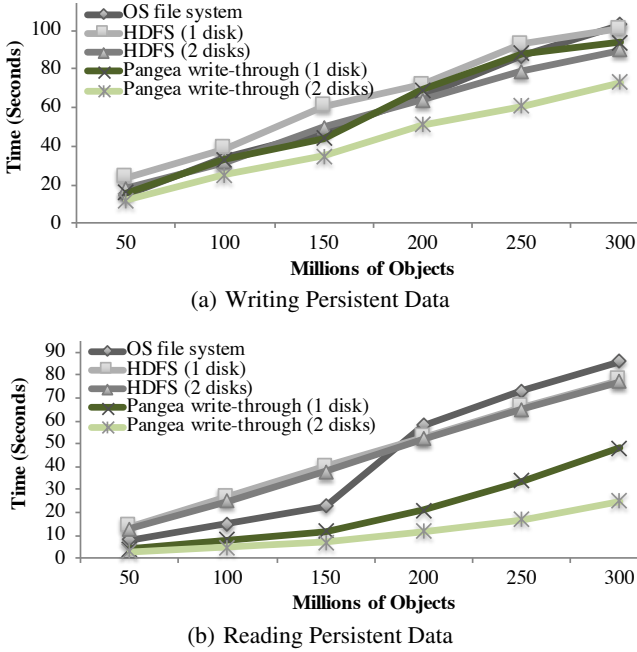 OS file system
HDFS (1 disk)
HDFS (2 disks)
Pangea write-through (1 disk)
Pangea write-through (2 disks)
Time (Seconds)
100
80
60
40
20
0
50 100 150 200 250 300
Millions of Objects
(a) Writing Persistent Data
OS file system
HDFS (1 disk)
HDFS (2 disks)
Pangea write-through (1 disk)
Pangea write-through (2 disks)
Time (Seconds)
90
80
70
60
50
40
30
20
10
0
50 100 150 200 250 300
Millions of Objects
(b) Reading Persistent Data